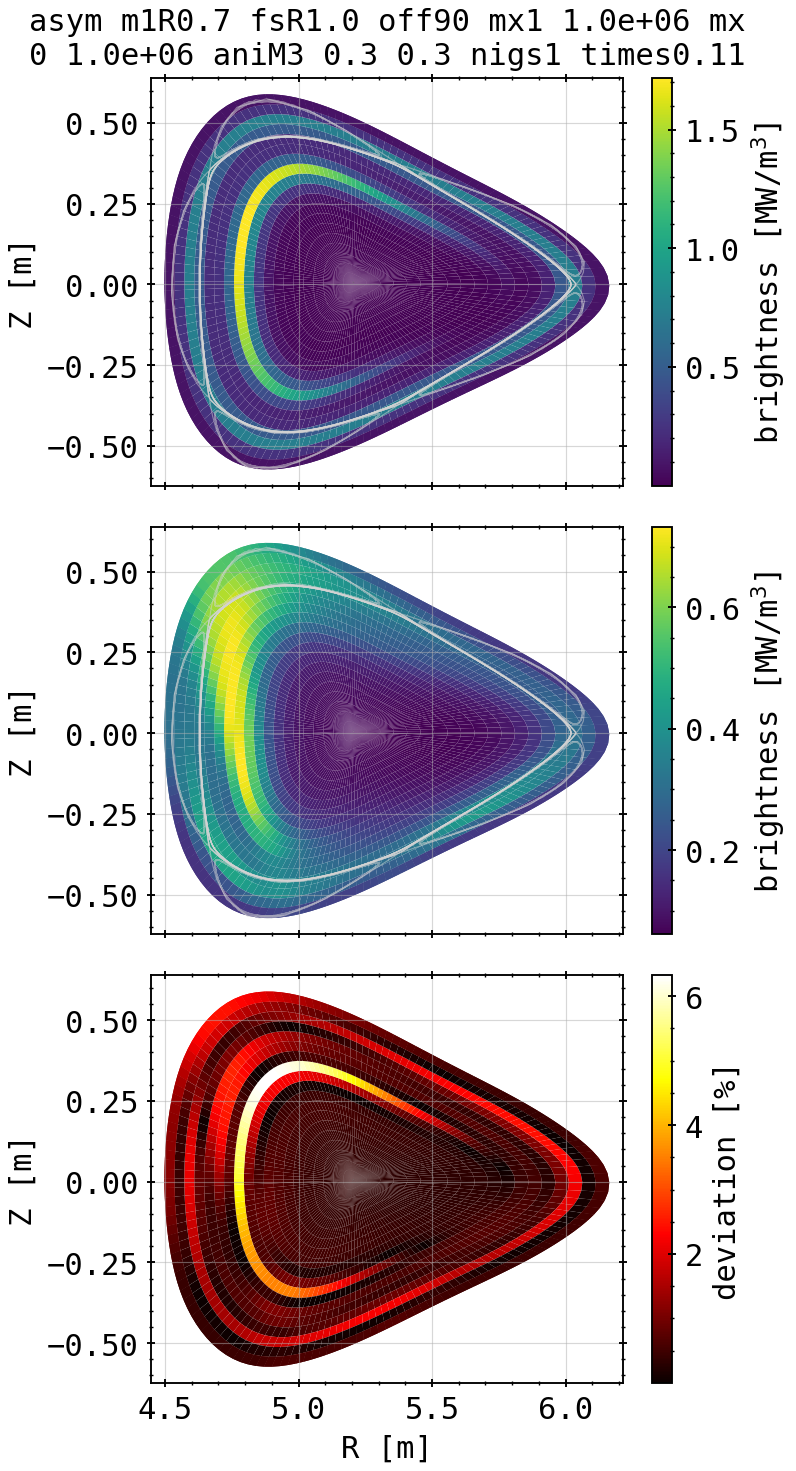 asym m1R0.7 fsR1.0 off90 mx1 1.0e+06 mx
0 1.0e+06 aniM3 0.3 0.3 nigs1 times0.11
0.50
0.25
0.00
−0.25
−0.50
Z [m]
1.5
1.0
0.5
brightness [MW/m³]
0.50
0.25
0.00
−0.25
−0.50
Z [m]
0.6
0.4
0.2
brightness [MW/m³]
0.50
0.25
0.00
−0.25
−0.50
Z [m]
6
4
2
deviation [%]
4.5 5.0 5.5 6.0
R [m]